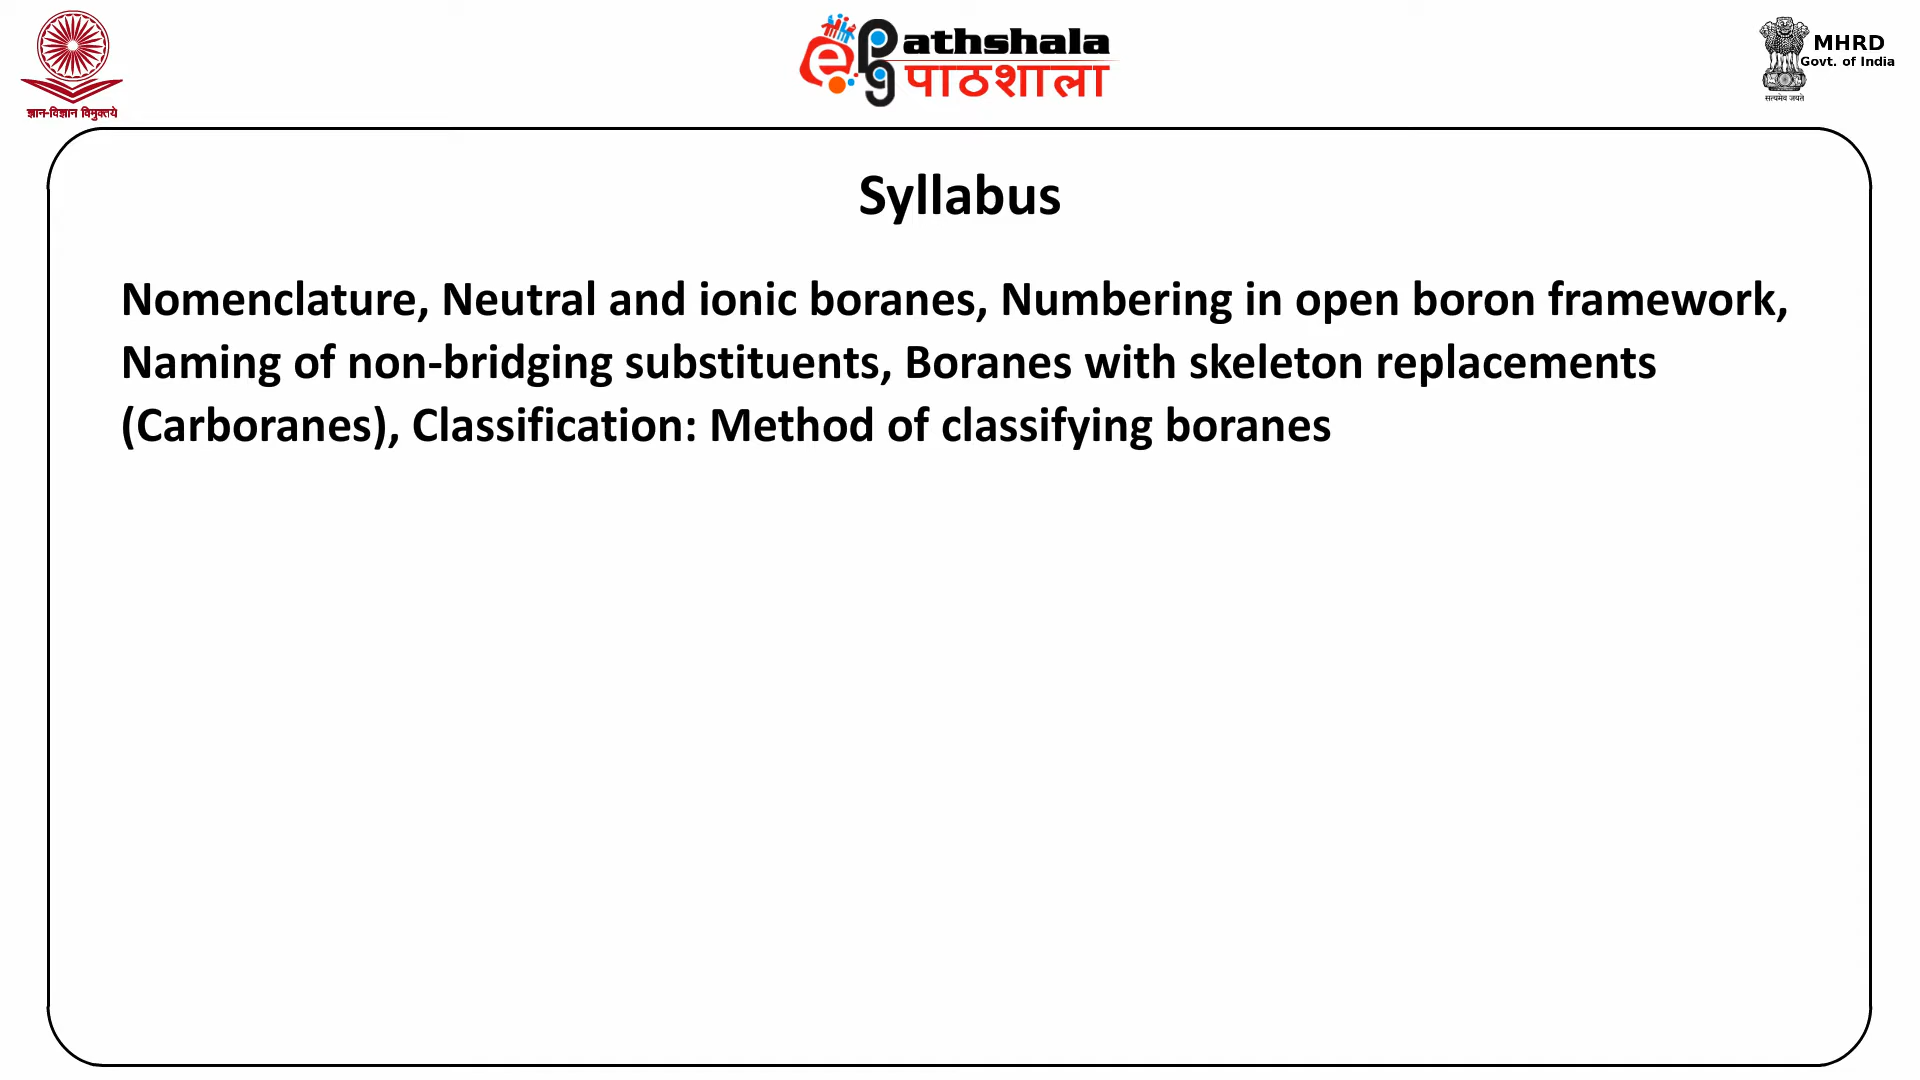 ज्ञान-विज्ञान विमुक्तये
e pg athshala
पाठशाला
MHRD
Govt. of India
सत्यमेव जयते
Syllabus
Nomenclature, Neutral and ionic boranes, Numbering in open boron framework,
Naming of non-bridging substituents, Boranes with skeleton replacements
(Carboranes), Classification: Method of classifying boranes